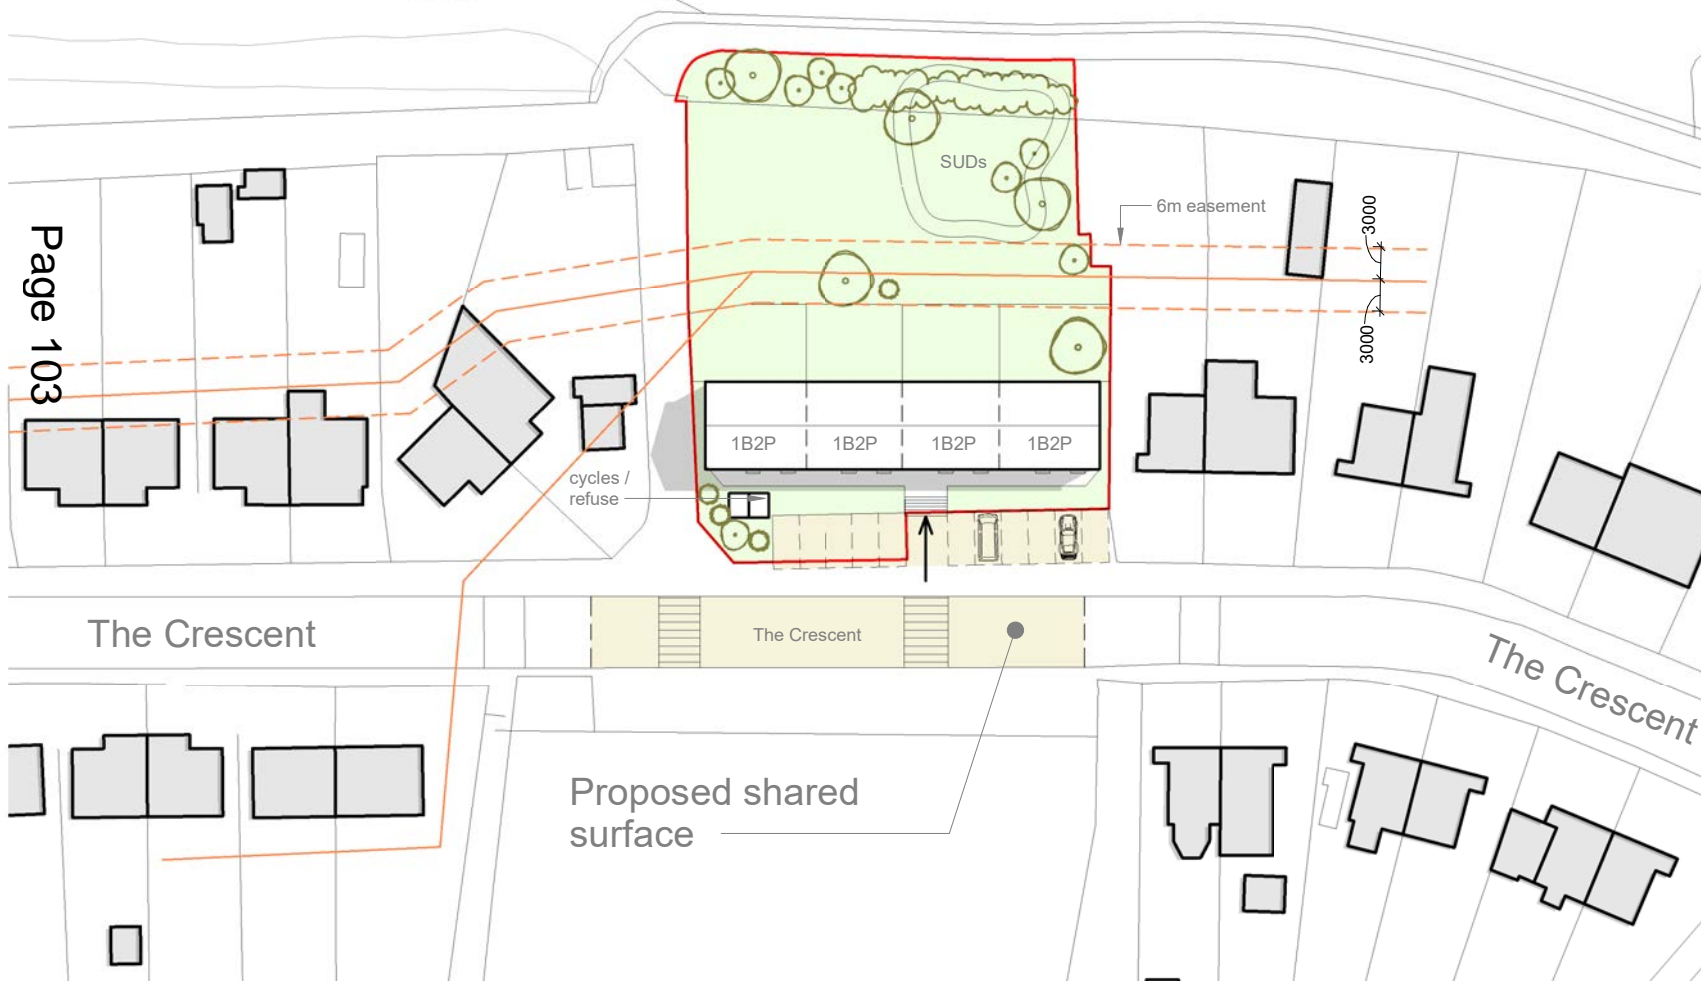 Page 103
SUDs
6m easement
3000
3000
1B2P
1B2P
1B2P
1B2P
cycles /
refuse
The Crescent
The Crescent
The Crescent
Proposed shared
surface